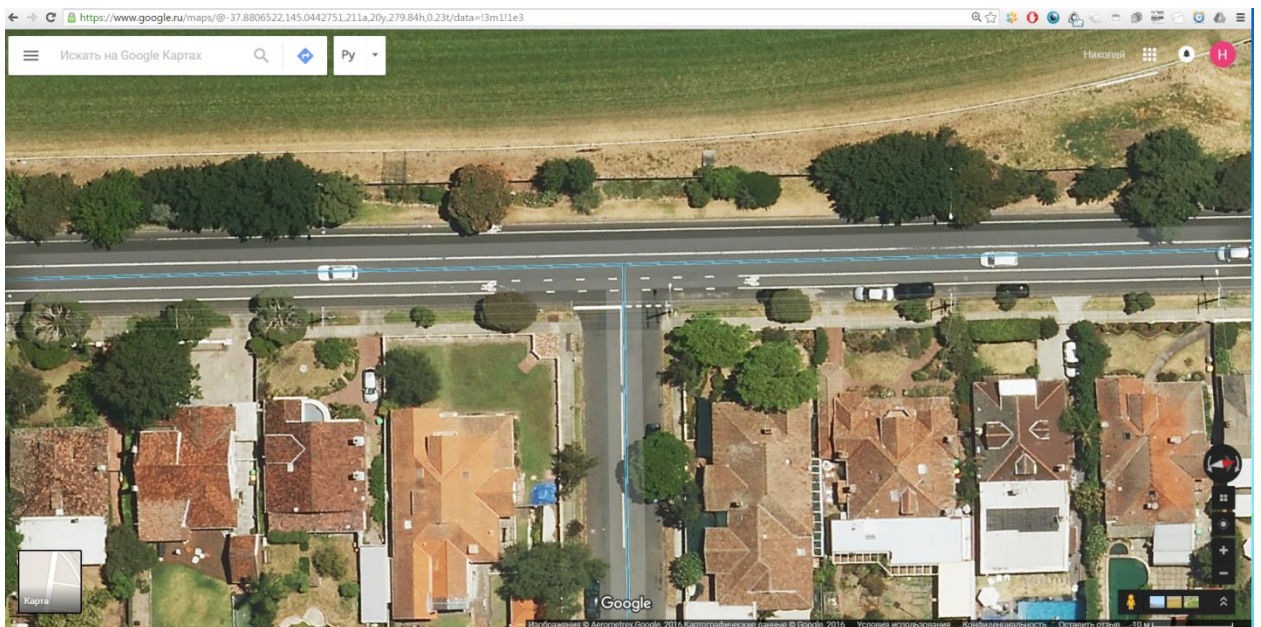 https://www.google.ru/maps/@-37.8806522,145.0442751,211a,20y,279.84h,0.23t/data=!3m1!1e3
Искать на Google Картах
Ру
Николай
Н
Карта
Google
Изображения © Aerometrex,Google, 2016 Картографические данные © Google, 2016 Условия использования Конфиденциальность Оставить отзыв 10 м